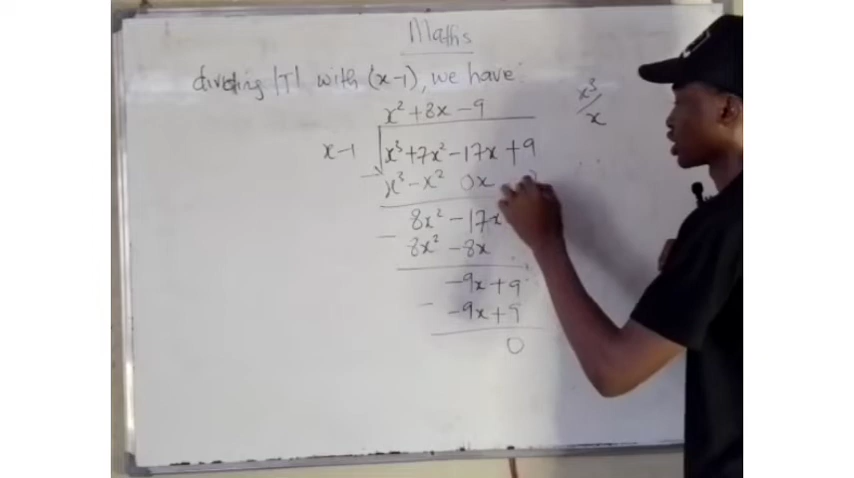 Maths
dividing |T| with (x-1), we have:
x³/x
x² + 8x - 9
x-1 x³ + 7x² - 17x + 9
- x³ - x² 0x
8x² - 17x
- 8x² - 8x
-9x + 9
- -9x + 9
0